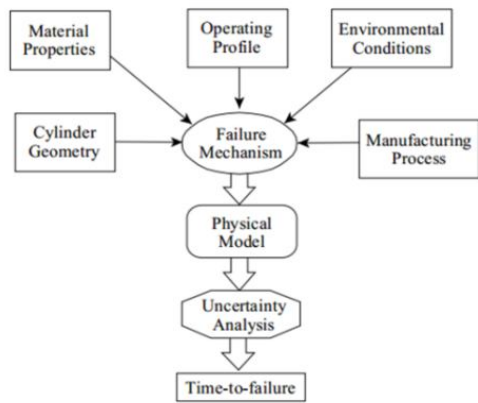 Material
Properties
Operating
Profile
Environmental
Conditions
Cylinder
Geometry
Failure
Mechanism
Manufacturing
Process
Physical
Model
Uncertainty
Analysis
Time-to-failure